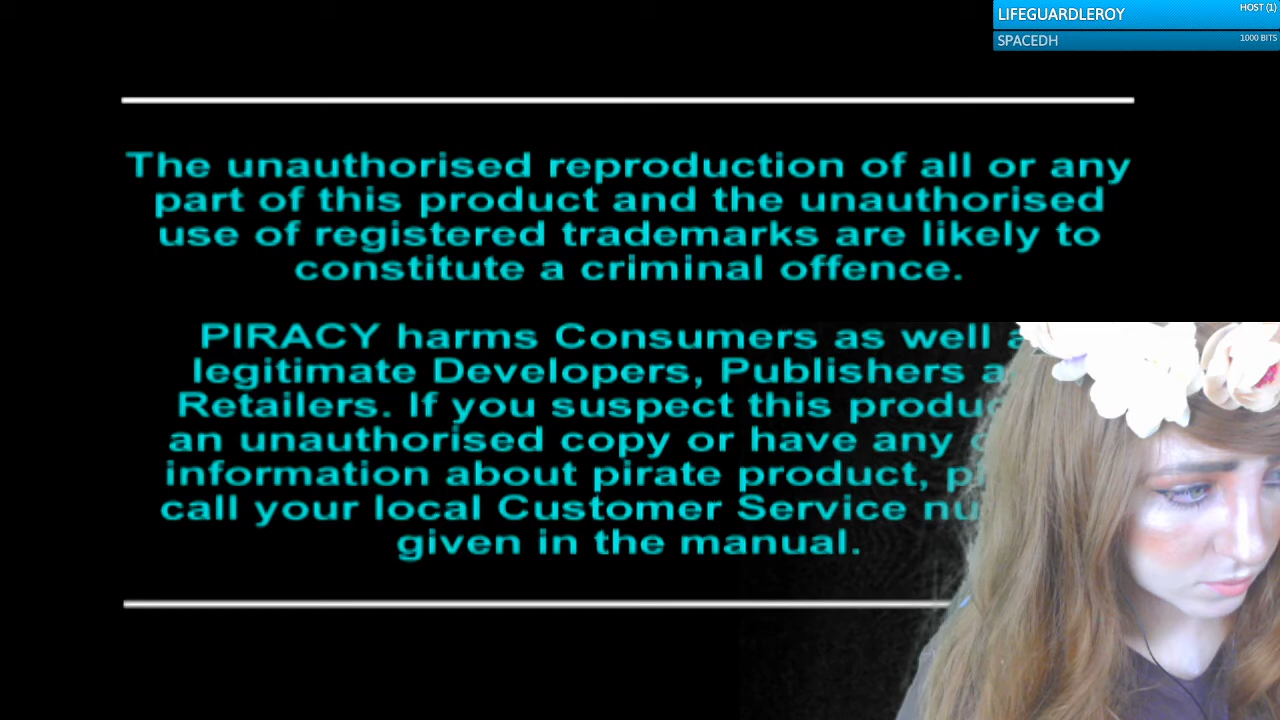 LIFEGUARDLEROY HOST (1)
SPACEDH 1000 BITS
The unauthorised reproduction of all or any
part of this product and the unauthorised
use of registered trademarks are likely to
constitute a criminal offence.
PIRACY harms Consumers as well
legitimate Developers, Publishers
Retailers. If you suspect this
an unauthorised copy or have any
information about pirate product,
call your local Customer Service
given in the manual.